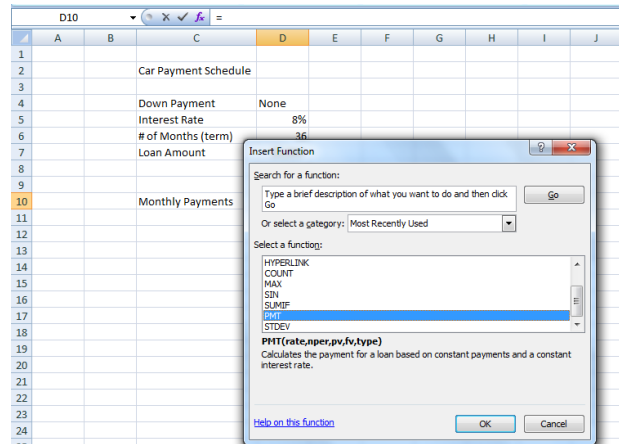 D10 fx =
A B C D E F G H I J
1
2 Car Payment Schedule
3
4 Down Payment None
5 Interest Rate 8%
6 # of Months (term) 36
7 Loan Amount
8
9
10 Monthly Payments
11
12
13
14
15
16
17
18
19
20
21
22
23
24
Insert Function
Search for a function:
Type a brief description of what you want to do and then click
Go
Go
Or select a category: Most Recently Used
Select a function:
HYPERLINK
COUNT
MAX
SIN
SUMIF
PMT
STDEV
PMT(rate,nper,pv,fv,type)
Calculates the payment for a loan based on constant payments and a constant
interest rate.
Help on this function
OK Cancel